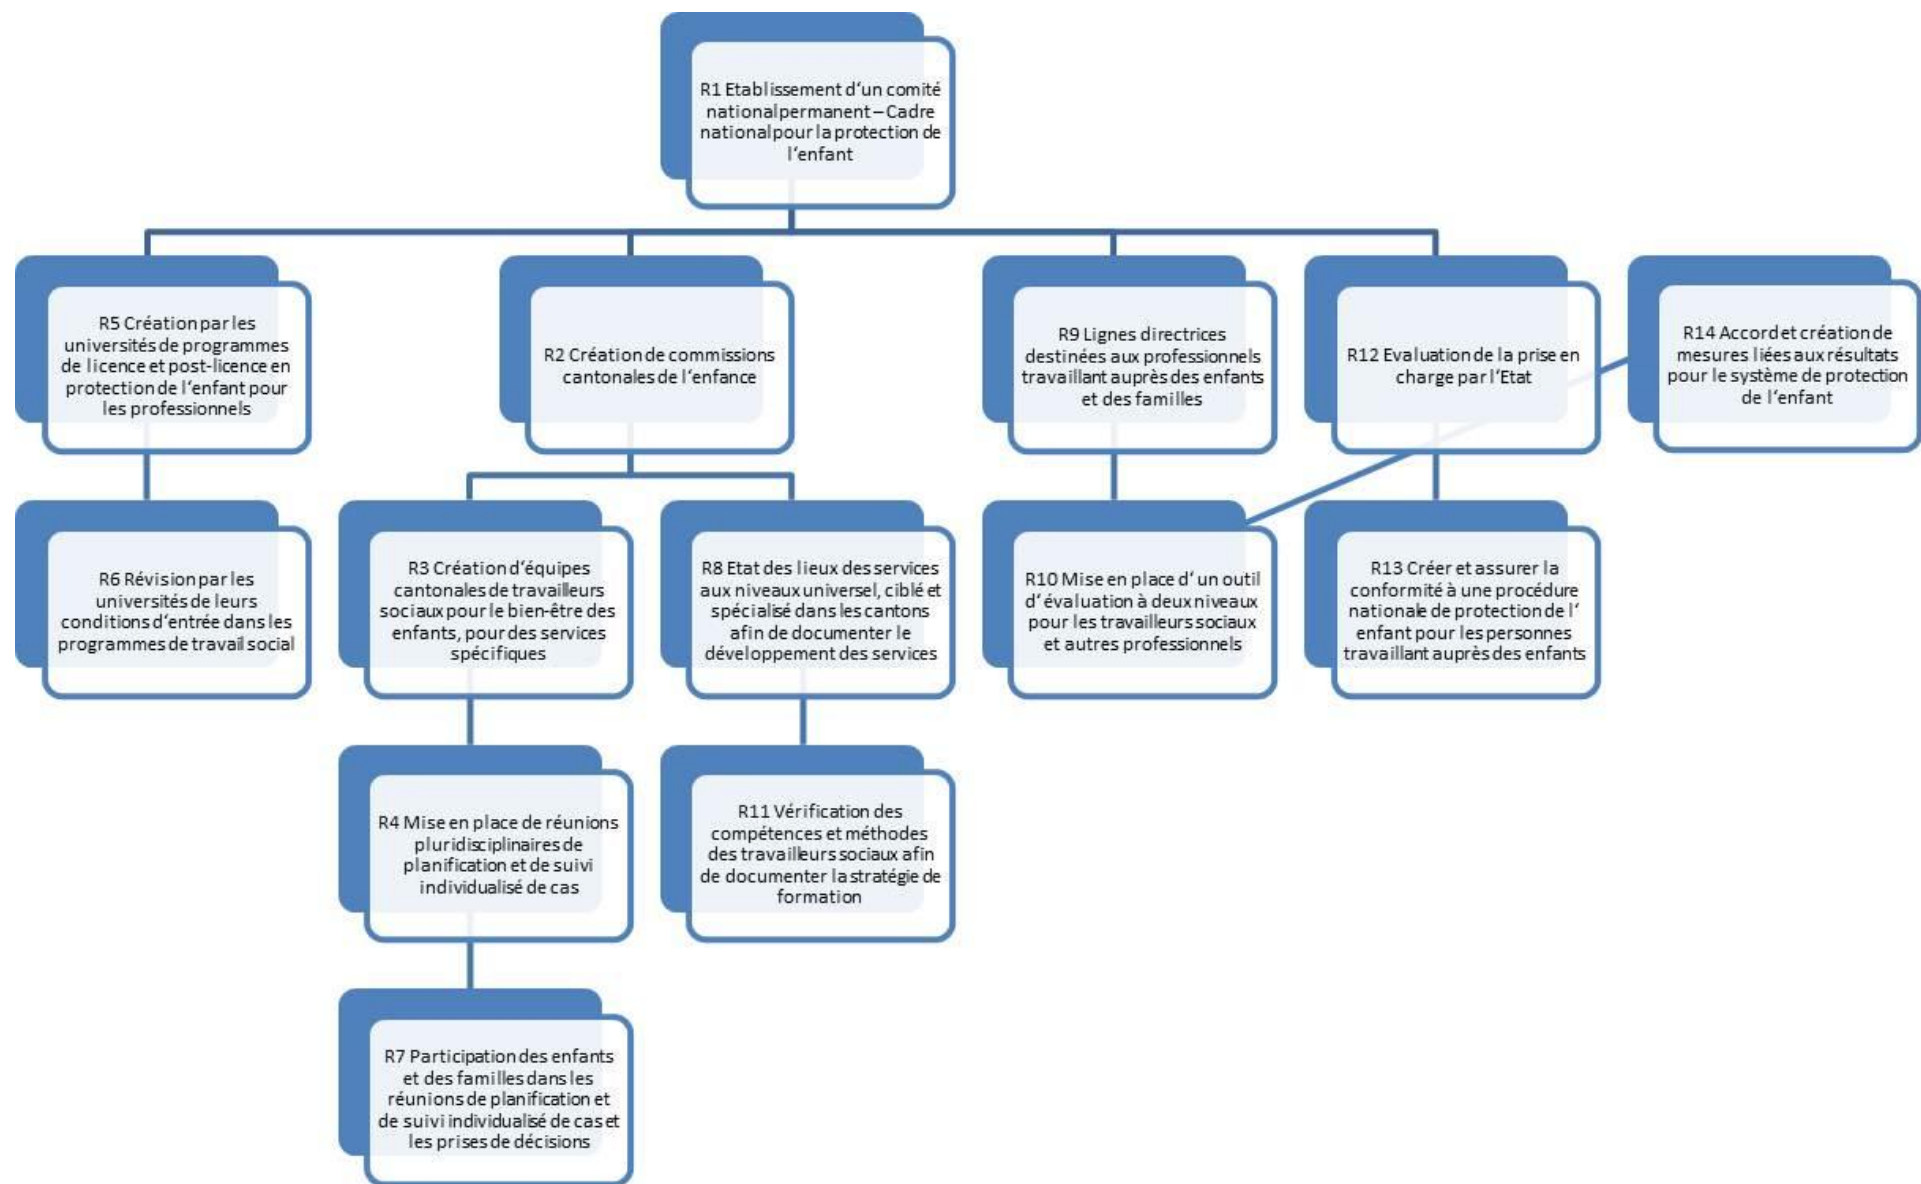 R1 Etablissement d‘un comité
national permanent – Cadre
national pour la protection de
l‘enfant
R5 Création par les
universités de programmes
de licence et post-licence en
protection de l‘enfant pour
les professionnels
R2 Création de commissions
cantonales de l‘enfance
R9 Lignes directrices
destinées aux professionnels
travaillant auprès des enfants
et des familles
R12 Evaluation de la prise en
charge par l‘Etat
R14 Accord et création de
mesures liées aux résultats
pour le système de protection
de l‘enfant
R6 Révision par les
universités de leurs
conditions d‘entrée dans les
programmes de travail social
R3 Création d‘équipes
cantonales de travailleurs
sociaux pour le bien-être des
enfants, pour des services
spécifiques
R8 Etat des lieux des services
aux niveaux universel, ciblé et
spécialisé dans les cantons
afin de documenter le
développement des services
R10 Mise en place d‘ un outil
d‘ évaluation à deux niveaux
pour les travailleurs sociaux
et autres professionnels
R13 Créer et assurer la
conformité à une procédure
nationale de protection de l‘
enfant pour les personnes
travaillant auprès des enfants
R4 Mise en place de réunions
pluridisciplinaires de
planification et de suivi
individualisé de cas
R11 Vérification des
compétences et méthodes
des travailleurs sociaux afin
de documenter la stratégie de
formation
R7 Participation des enfants
et des familles dans les
réunions de planification et
de suivi individualisé de cas et
les prises de décisions